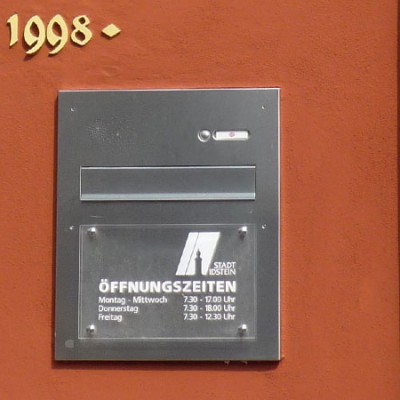 1998
STADT
IDSTEIN
ÖFFNUNGSZEITEN
Montag - Mittwoch 7.30 - 17.00 Uhr
Donnerstag 7.30 - 18.00 Uhr
Freitag 7.30 - 12.30 Uhr